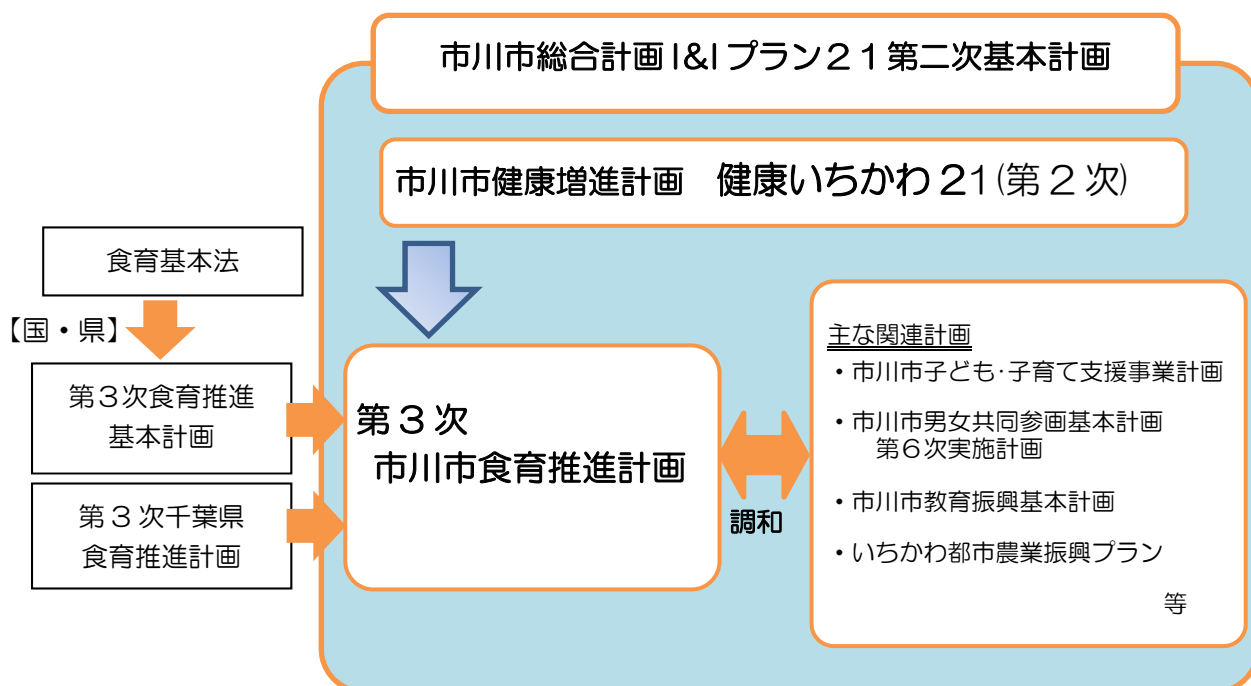 市川市総合計画 I&I プラン２１第二次基本計画
市川市健康増進計画　健康いちかわ 21(第 2 次)
食育基本法
【国・県】
第３次食育推進
基本計画
第 3 次千葉県
食育推進計画
第 3 次
市川市食育推進計画
調和
主な関連計画
・市川市子ども･子育て支援事業計画
・市川市男女共同参画基本計画
第６次実施計画
・市川市教育振興基本計画
・いちかわ都市農業振興プラン
等